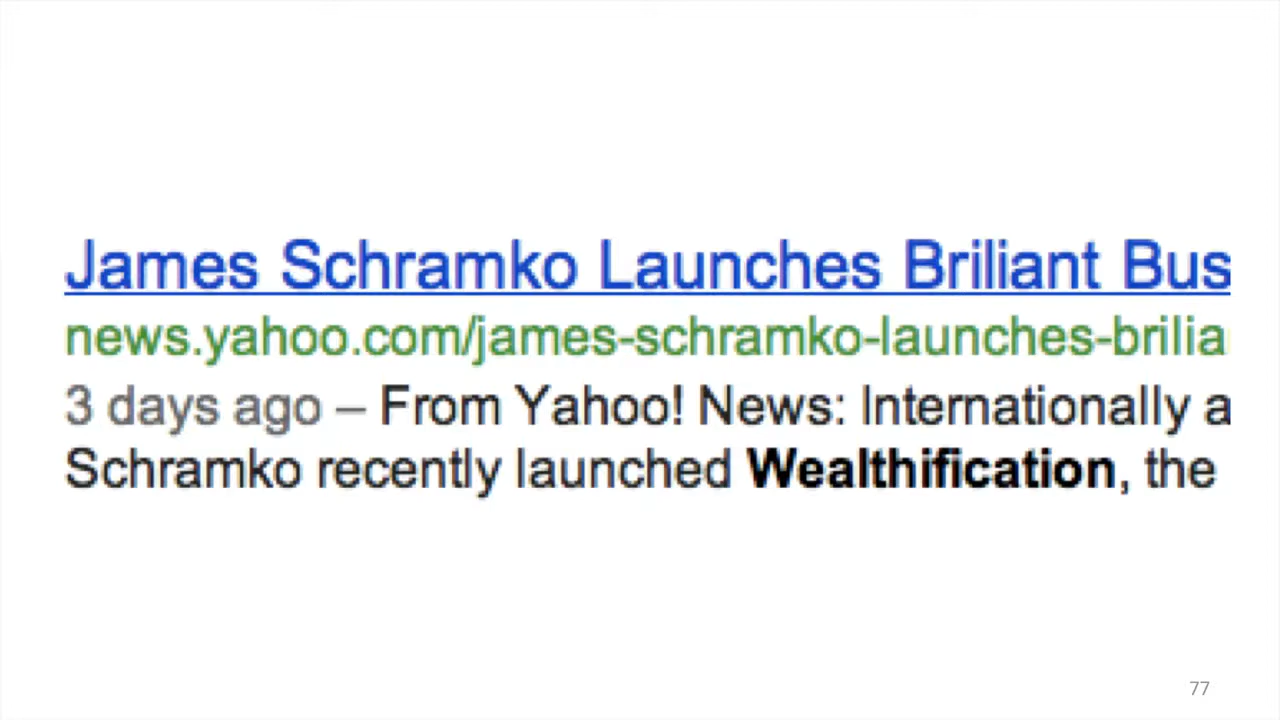 James Schramko Launches Briliant Bus
news.yahoo.com/james-schramko-launches-brilia
3 days ago – From Yahoo! News: Internationally a
Schramko recently launched Wealthification, the
77